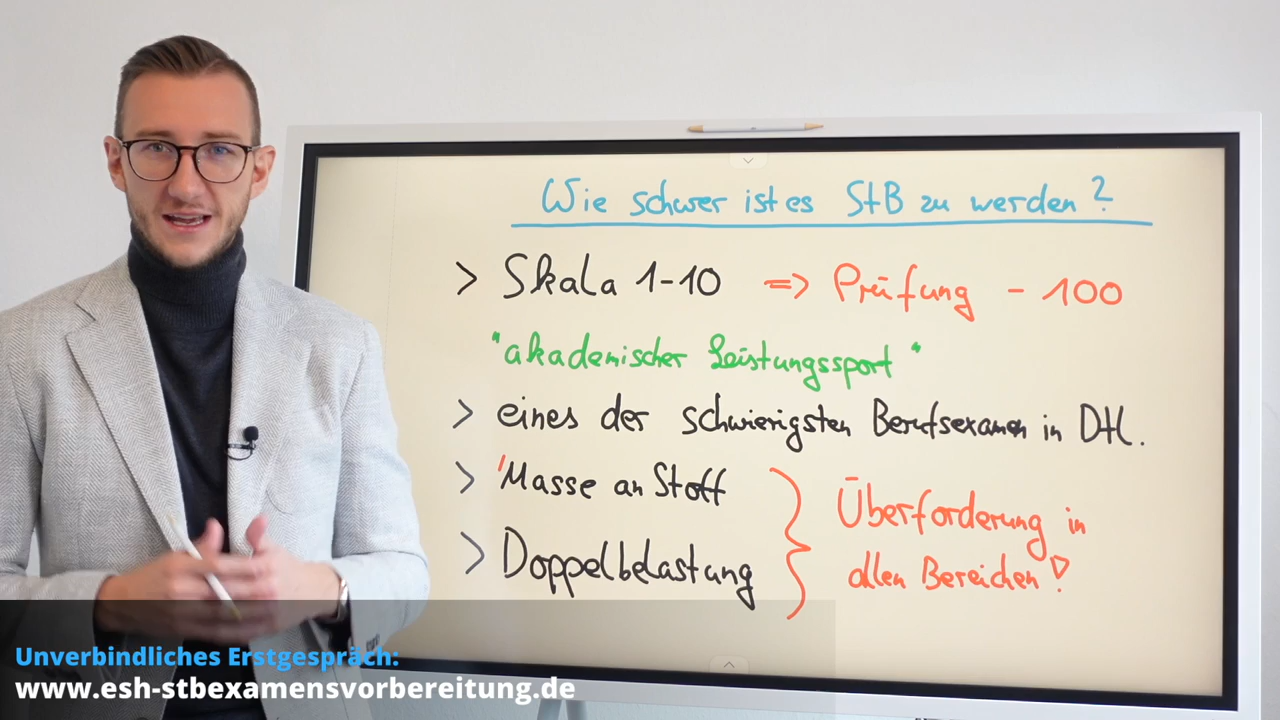 Wie schwer ist es StB zu werden?
> Skala 1-10 => Prüfung - 100
"akademischer Leistungssport"
> eines der schwierigsten Berufsexamen in Dtl.
> Masse an Stoff
> Doppelbelastung
Überforderung in
allen Bereichen!
Unverbindliches Erstgespräch:
www.esh-stbexamensvorbereitung.de